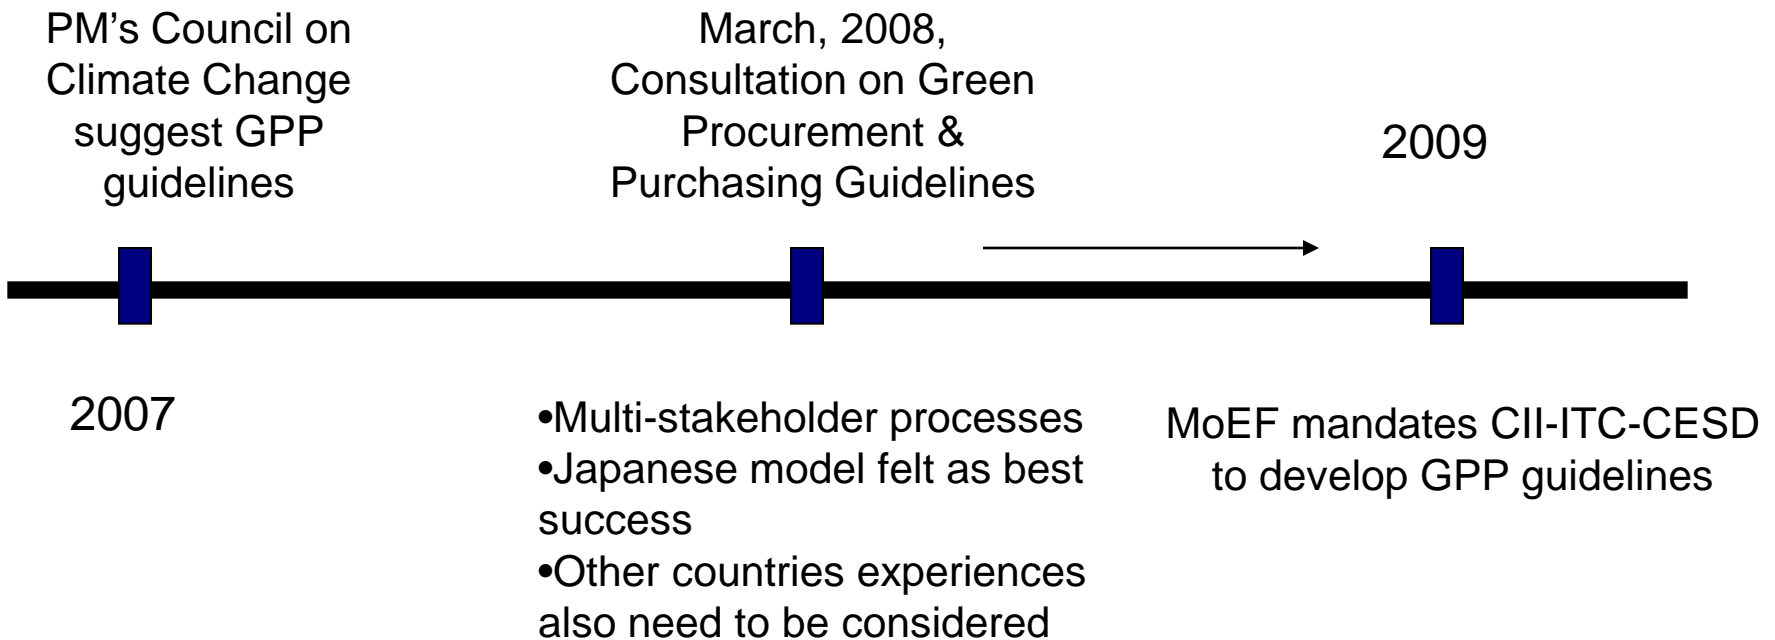 PM's Council on
Climate Change
suggest GPP
guidelines
March, 2008,
Consultation on Green
Procurement &
Purchasing Guidelines
2009
2007
•Multi-stakeholder processes
•Japanese model felt as best
success
•Other countries experiences
also need to be considered
MoEF mandates CII-ITC-CESD
to develop GPP guidelines